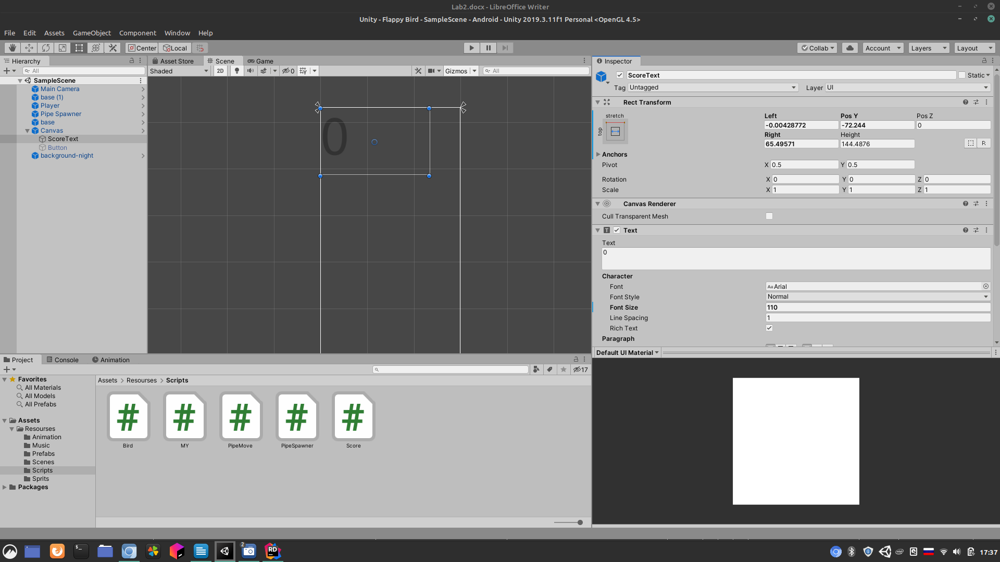 Lab2.docx - LibreOffice Writer
Unity - Flappy Bird - SampleScene - Android - Unity 2019.3.11f1 Personal <OpenGL 4.5>
File Edit Assets GameObject Component Window Help
Center Local Collab Account Layers Layout
Hierarchy
All
SampleScene
Main Camera
base (1)
Player
Pipe Spawner
base
Canvas
ScoreText
Button
background-night
Asset Store Scene Game
Shaded 2D 0 Gizmos All
0
Inspector
ScoreText Static
Tag Untagged Layer UI
Rect Transform
stretch Left Pos Y Pos Z
top -0.00428772 -72.244 0
Right Height
65.49571 144.4876 R
Anchors
Pivot X 0.5 Y 0.5
Rotation X 0 Y 0 Z 0
Scale X 1 Y 1 Z 1
Canvas Renderer
Cull Transparent Mesh
T Text
Text
0
Character
Font Aa Arial
Font Style Normal
Font Size 110
Line Spacing 1
Rich Text
Paragraph
Default UI Material
Project Console Animation
17
Favorites
All Materials
All Models
All Prefabs
Assets
Resourses
Animation
Music
Prefabs
Scenes
Scripts
Sprits
Packages
Assets > Resourses > Scripts
# # # # #
Bird MY PipeMove PipeSpawner Score
2 RD intel 17:37